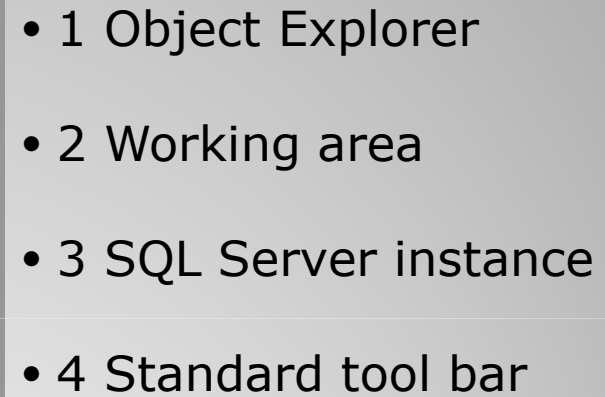 • 1 Object Explorer
• 2 Working area
• 3 SQL Server instance
• 4 Standard tool bar